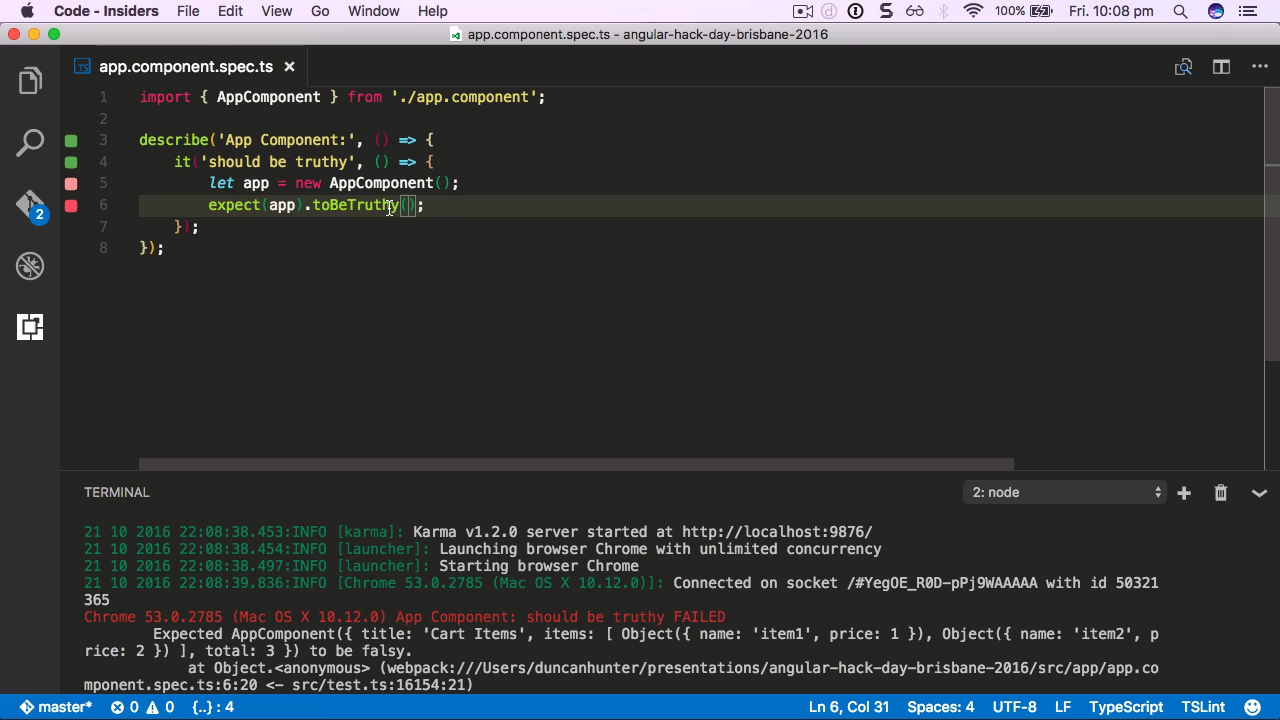 Code - Insiders File Edit View Go Window Help 100% Fri. 10:08 pm
app.component.spec.ts - angular-hack-day-brisbane-2016
TS app.component.spec.ts ×
1 import { AppComponent } from './app.component';
2
3 describe('App Component:', () => {
4 it('should be truthy', () => {
5 let app = new AppComponent();
6 expect(app).toBeTruthy();
7 });
8 });
2
TERMINAL 2: node
21 10 2016 22:08:38.453:INFO [karma]: Karma v1.2.0 server started at http://localhost:9876/
21 10 2016 22:08:38.454:INFO [launcher]: Launching browser Chrome with unlimited concurrency
21 10 2016 22:08:38.497:INFO [launcher]: Starting browser Chrome
21 10 2016 22:08:39.836:INFO [Chrome 53.0.2785 (Mac OS X 10.12.0)]: Connected on socket /#YegOE_R0D-pPj9WAAAAA with id 50321
365
Chrome 53.0.2785 (Mac OS X 10.12.0) App Component: should be truthy FAILED
Expected AppComponent({ title: 'Cart Items', items: [ Object({ name: 'item1', price: 1 }), Object({ name: 'item2', p
rice: 2 }) ], total: 3 }) to be falsy.
at Object.<anonymous> (webpack:///Users/duncanhunter/presentations/angular-hack-day-brisbane-2016/src/app/app.co
mponent.spec.ts:6:20 <- src/test.ts:16154:21)
master* 0 0 {..} : 4 Ln 6, Col 31 Spaces: 4 UTF-8 LF TypeScript TSLint